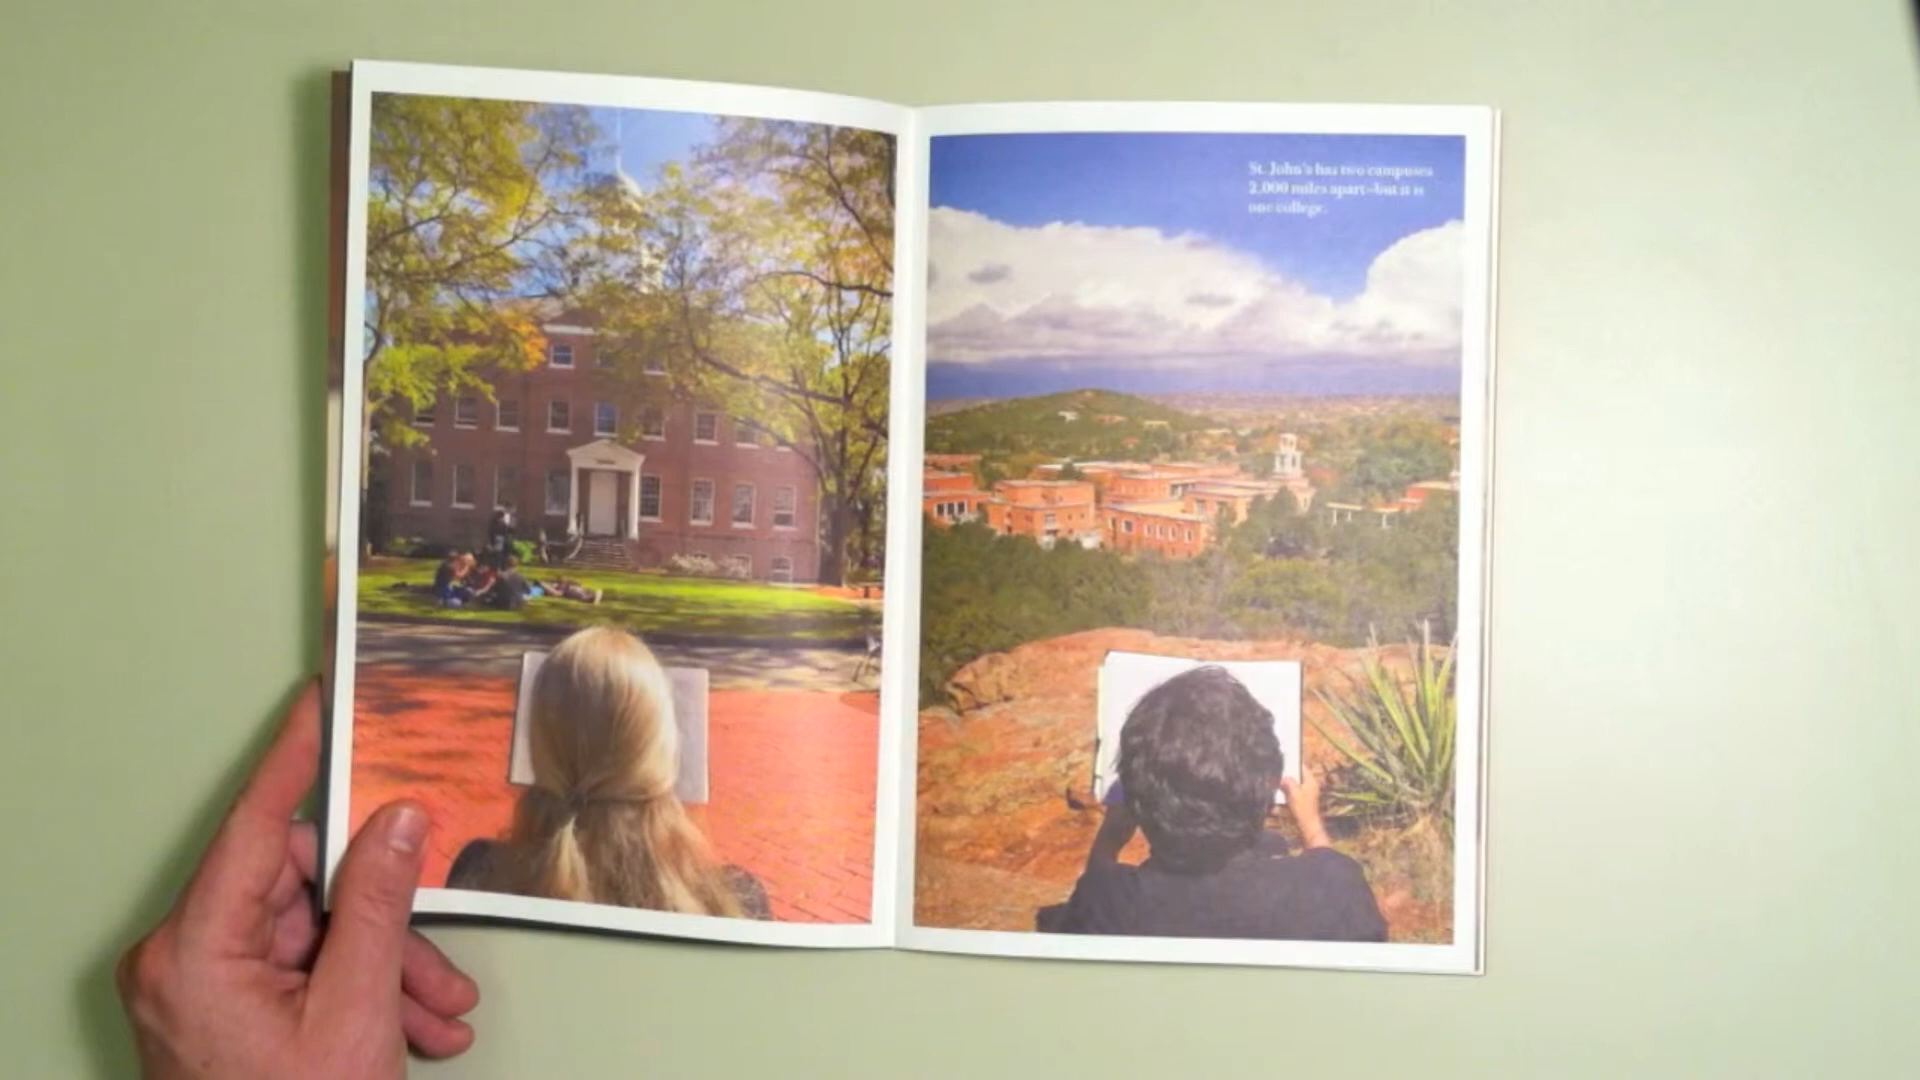 St. John's has two campuses
2,000 miles apart–but it is
one college.